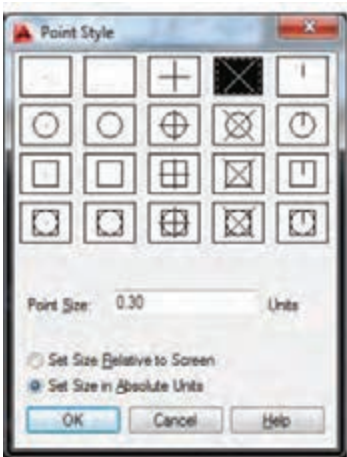 Point Style
Point Size: 0.30 Units
Set Size Relative to Screen
Set Size in Absolute Units
OK Cancel Help